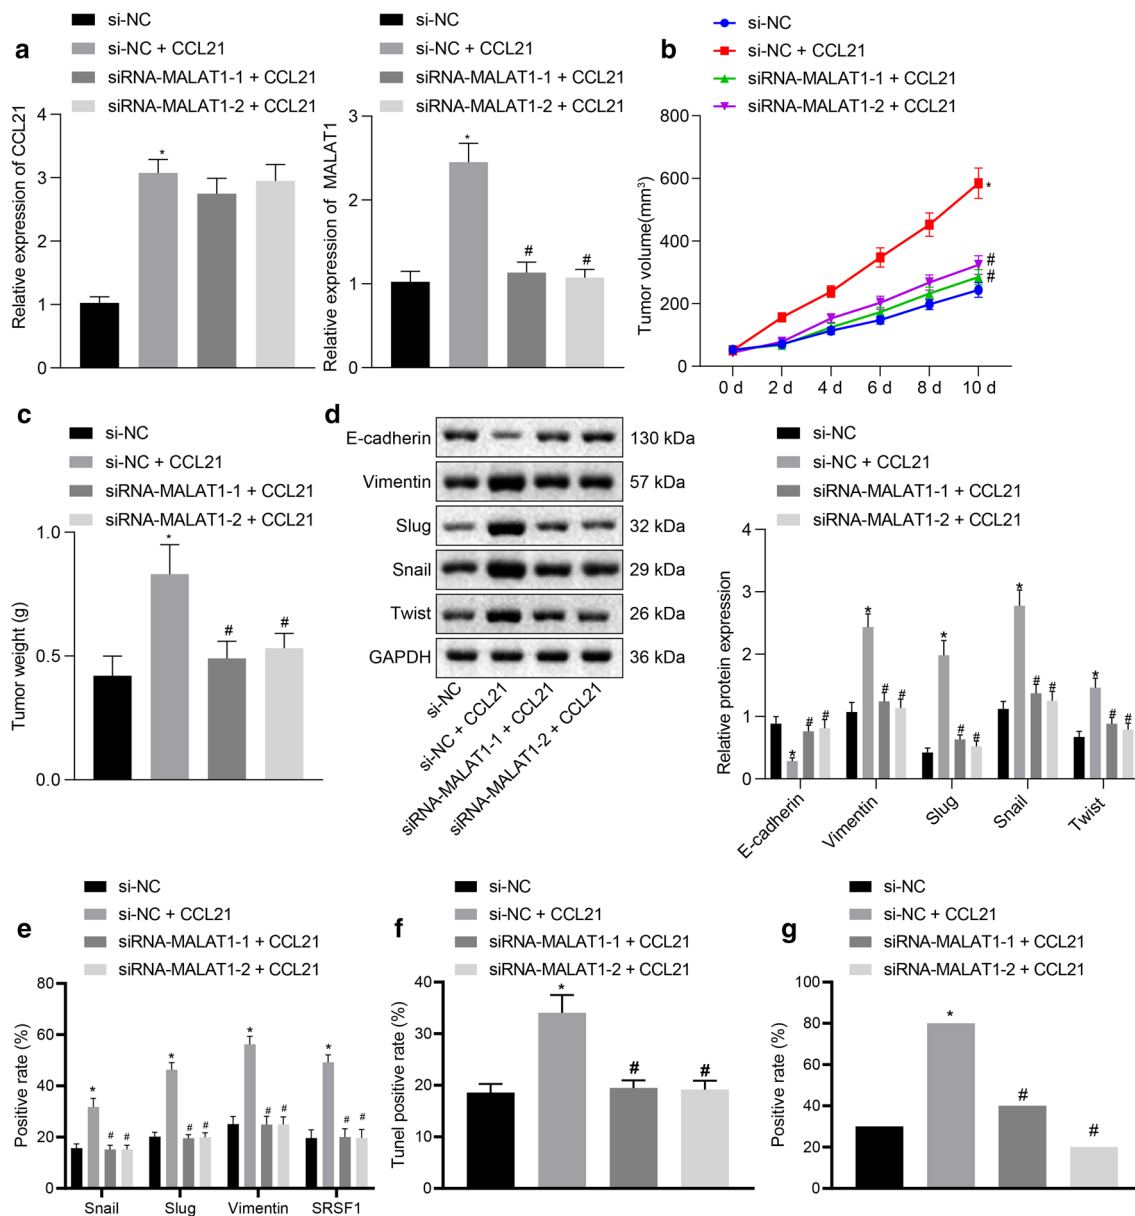 a
si-NC
si-NC + CCL21
siRNA-MALAT1-1 + CCL21
siRNA-MALAT1-2 + CCL21
Relative expression of CCL21
4
3
2
1
0
*
si-NC
si-NC + CCL21
siRNA-MALAT1-1 + CCL21
siRNA-MALAT1-2 + CCL21
Relative expression of MALAT1
3
2
1
0
*
#
#
b
si-NC
si-NC + CCL21
siRNA-MALAT1-1 + CCL21
siRNA-MALAT1-2 + CCL21
Tumor volume(mm³)
800
600
400
200
0
*
#
#
0 d 2 d 4 d 6 d 8 d 10 d
c
si-NC
si-NC + CCL21
siRNA-MALAT1-1 + CCL21
siRNA-MALAT1-2 + CCL21
Tumor weight (g)
1.0
0.5
0.0
*
#
#
d
E-cadherin 130 kDa
Vimentin 57 kDa
Slug 32 kDa
Snail 29 kDa
Twist 26 kDa
GAPDH 36 kDa
si-NC
si-NC + CCL21
siRNA-MALAT1-1 + CCL21
siRNA-MALAT1-2 + CCL21
si-NC
si-NC + CCL21
siRNA-MALAT1-1 + CCL21
siRNA-MALAT1-2 + CCL21
Relative protein expression
4
3
2
1
0
* # #
* # #
* # #
* # #
* # #
E-cadherin
Vimentin
Slug
Snail
Twist
e
si-NC
si-NC + CCL21
siRNA-MALAT1-1 + CCL21
siRNA-MALAT1-2 + CCL21
Positive rate (%)
80
60
40
20
0
* # #
* # #
* # #
* # #
Snail Slug Vimentin SRSF1
f
si-NC
si-NC + CCL21
siRNA-MALAT1-1 + CCL21
siRNA-MALAT1-2 + CCL21
Tunel positive rate (%)
40
30
20
10
0
*
#
#
g
si-NC
si-NC + CCL21
siRNA-MALAT1-1 + CCL21
siRNA-MALAT1-2 + CCL21
Positive rate (%)
100
80
60
40
20
0
*
#
#